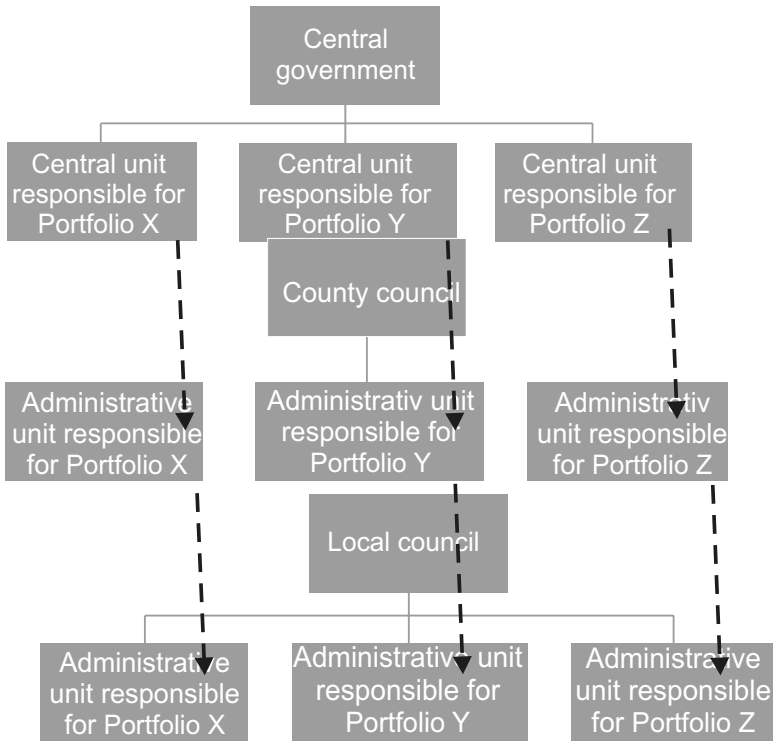 Central
government
Central unit
responsible for
Portfolio X
Central unit
responsible for
Portfolio Y
Central unit
responsible for
Portfolio Z
County council
Administrative
unit responsible
for Portfolio X
Administrativ unit
responsible for
Portfolio Y
Administrativ
unit responsible
for Portfolio Z
Local council
Administrative
unit responsible
for Portfolio X
Administrative unit
responsible for
Portfolio Y
Administrative
unit responsible
for Portfolio Z